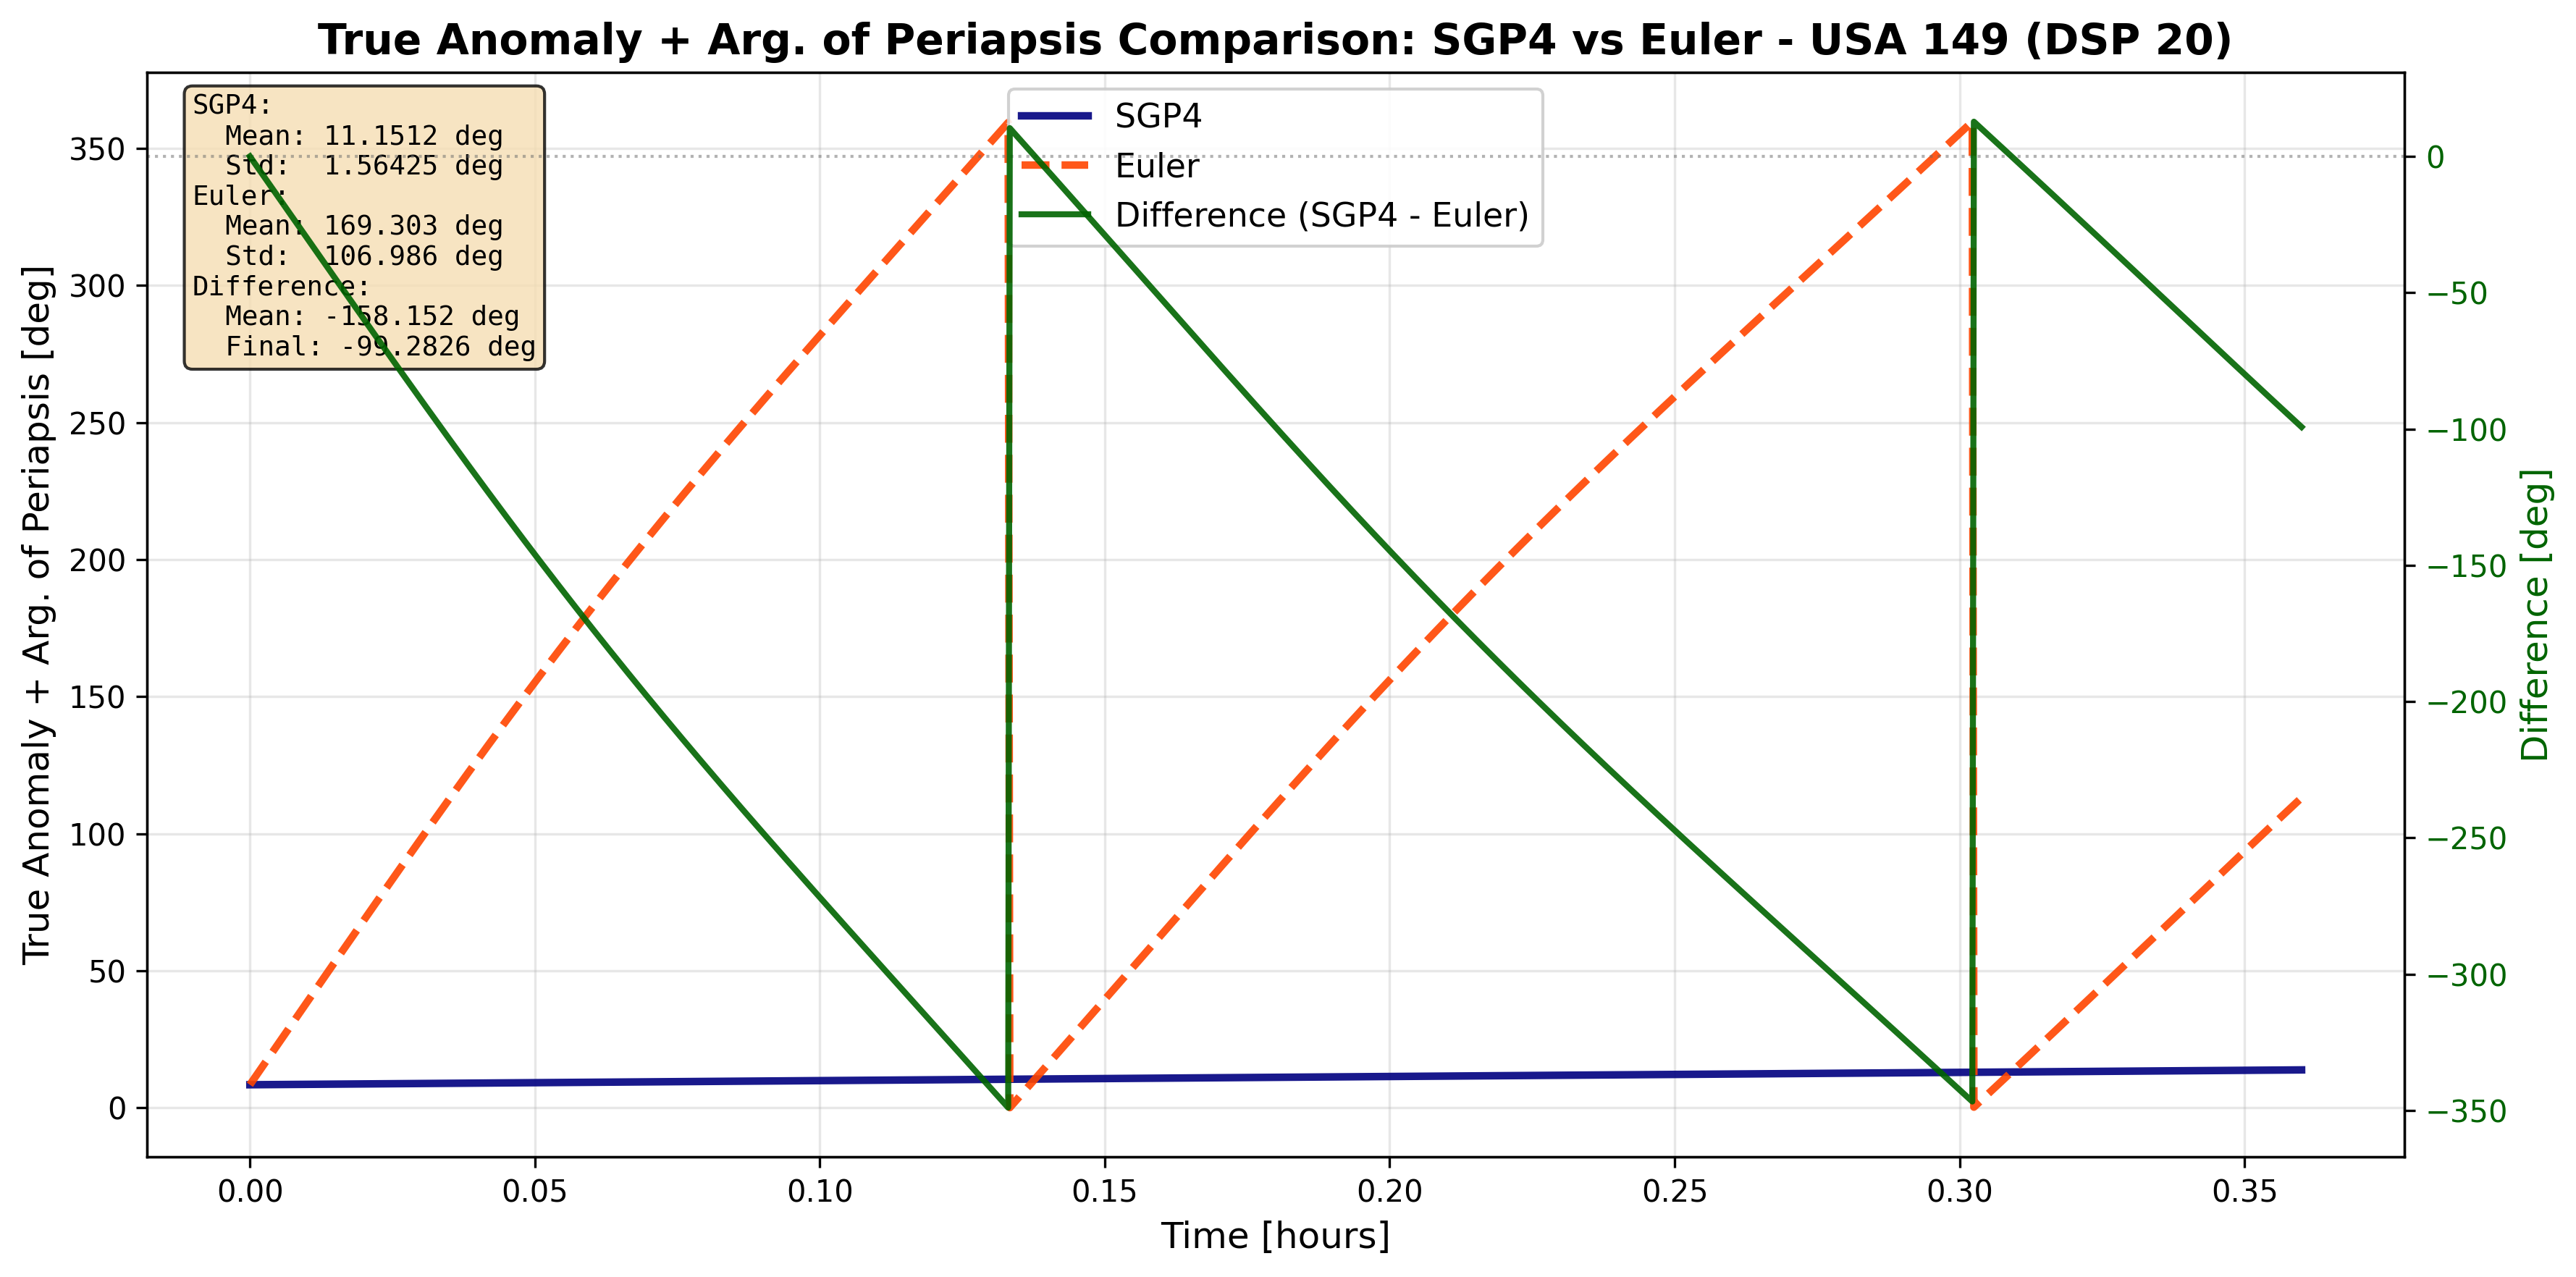 True Anomaly + Arg. of Periapsis Comparison: SGP4 vs Euler - USA 149 (DSP 20)
SGP4:
Mean: 11.1512 deg
Std: 1.56425 deg
Euler:
Mean: 169.303 deg
Std: 106.986 deg
Difference:
Mean: -158.152 deg
Final: -99.2826 deg
SGP4
Euler
Difference (SGP4 - Euler)
True Anomaly + Arg. of Periapsis [deg]
350
300
250
200
150
100
50
0
0
−50
−100
−150
−200
−250
−300
−350
Difference [deg]
0.00 0.05 0.10 0.15 0.20 0.25 0.30 0.35
Time [hours]